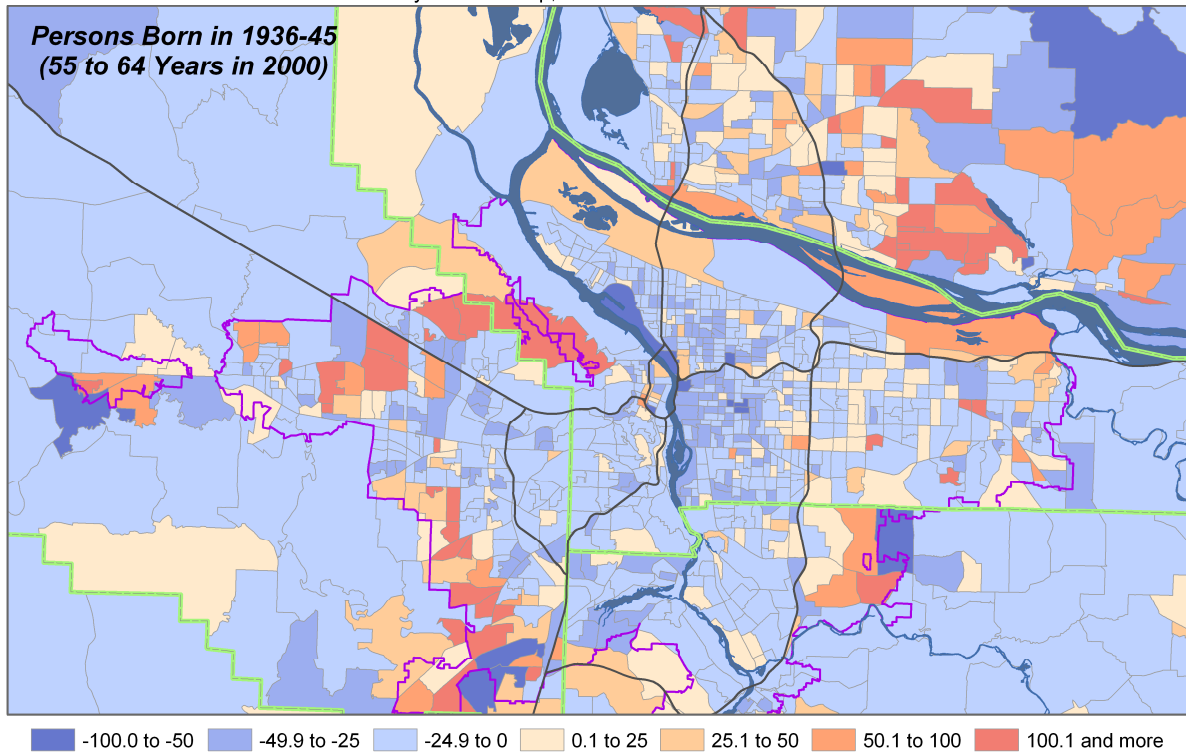 Persons Born in 1936-45
(55 to 64 Years in 2000)
-100.0 to -50
-49.9 to -25
-24.9 to 0
0.1 to 25
25.1 to 50
50.1 to 100
100.1 and more